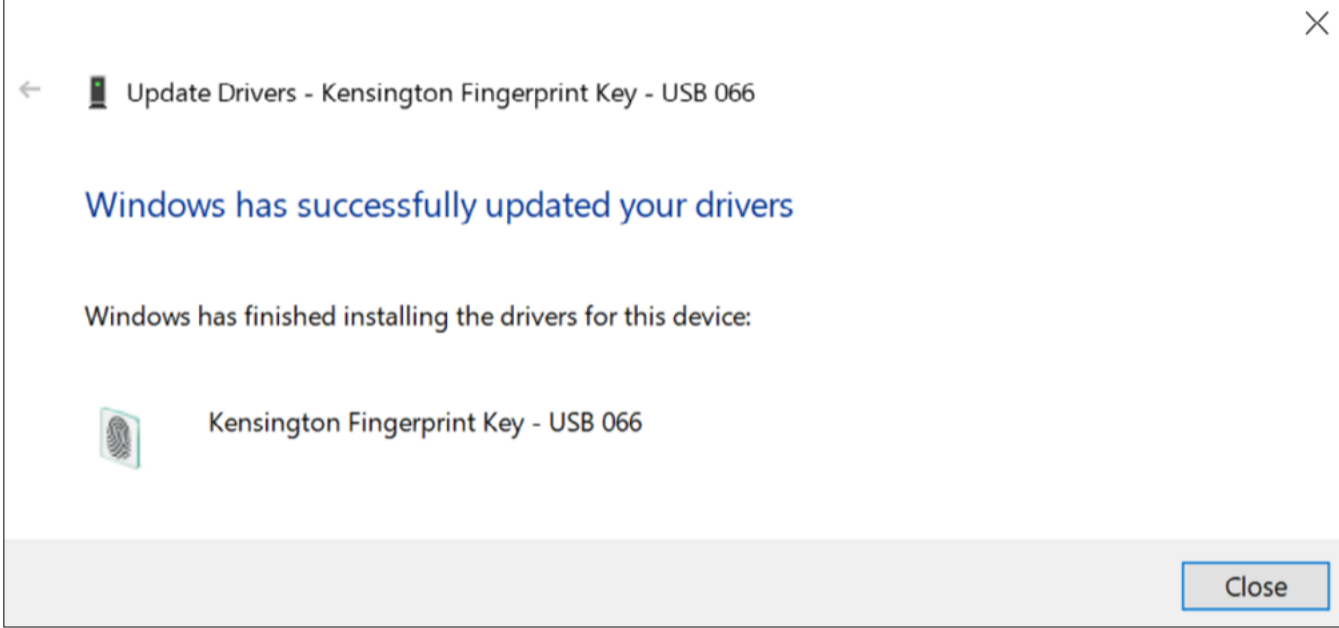 Update Drivers - Kensington Fingerprint Key - USB 066
Windows has successfully updated your drivers
Windows has finished installing the drivers for this device:
Kensington Fingerprint Key - USB 066
Close